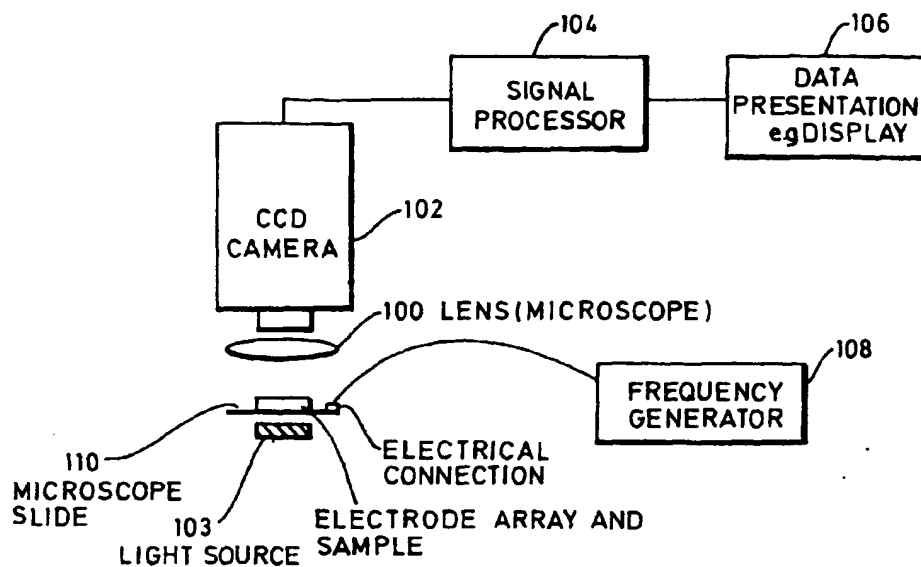 104
106
SIGNAL
PROCESSOR
DATA
PRESENTATION
e.g DISPLAY
CCD
CAMERA
102
100 LENS (MICROSCOPE)
108
FREQUENCY
GENERATOR
110
MICROSCOPE
SLIDE
ELECTRICAL
CONNECTION
103
LIGHT SOURCE
ELECTRODE ARRAY AND
SAMPLE